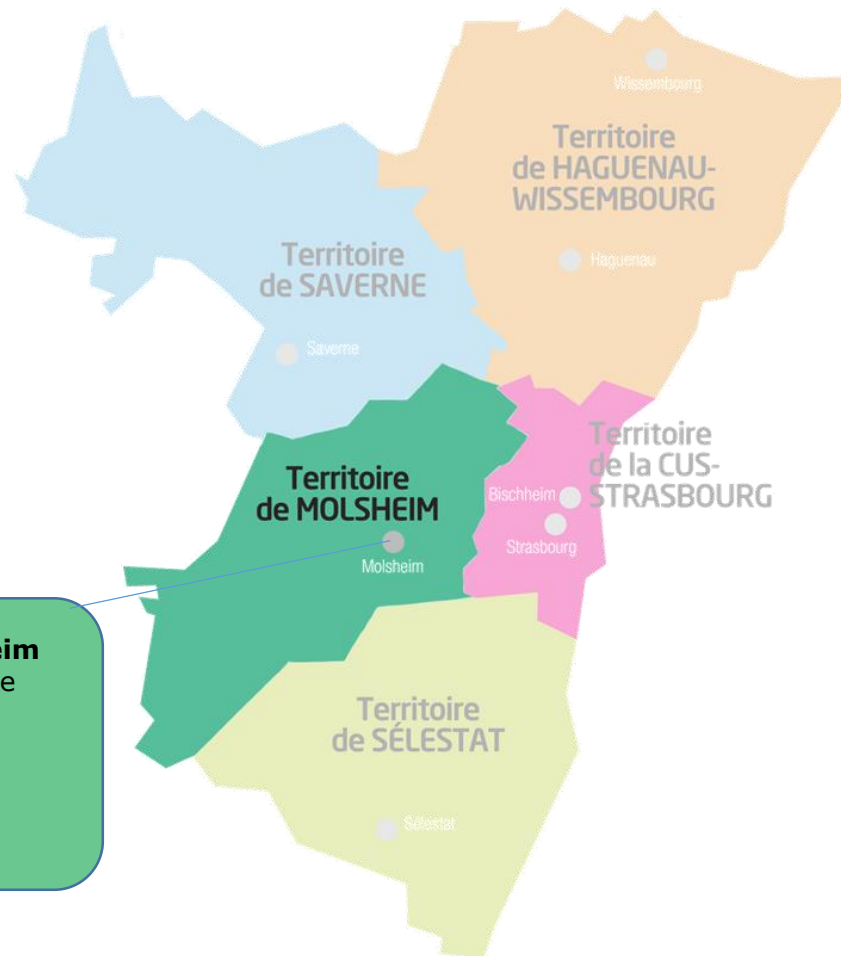 Wissembourg
Territoire
de HAGUENAU-
WISSEMBOURG
Haguenau
Territoire
de SAVERNE
Saverne
Territoire
de la CUS-
STRASBOURG
Bischheim
Strasbourg
Territoire
de MOLSHEIM
Molsheim
eim
e
Territoire
de SÉLESTAT
Sélestat